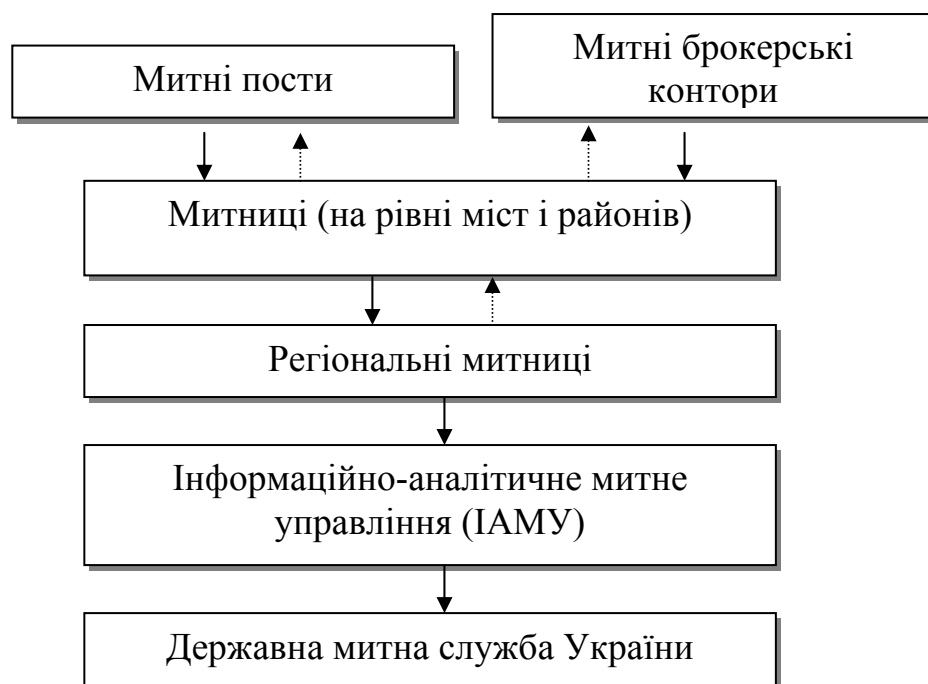 Митні пости
Митні брокерські
контори
Митниці (на рівні міст і районів)
Регіональні митниці
Інформаційно-аналітичне митне
управління (ІАМУ)
Державна митна служба України